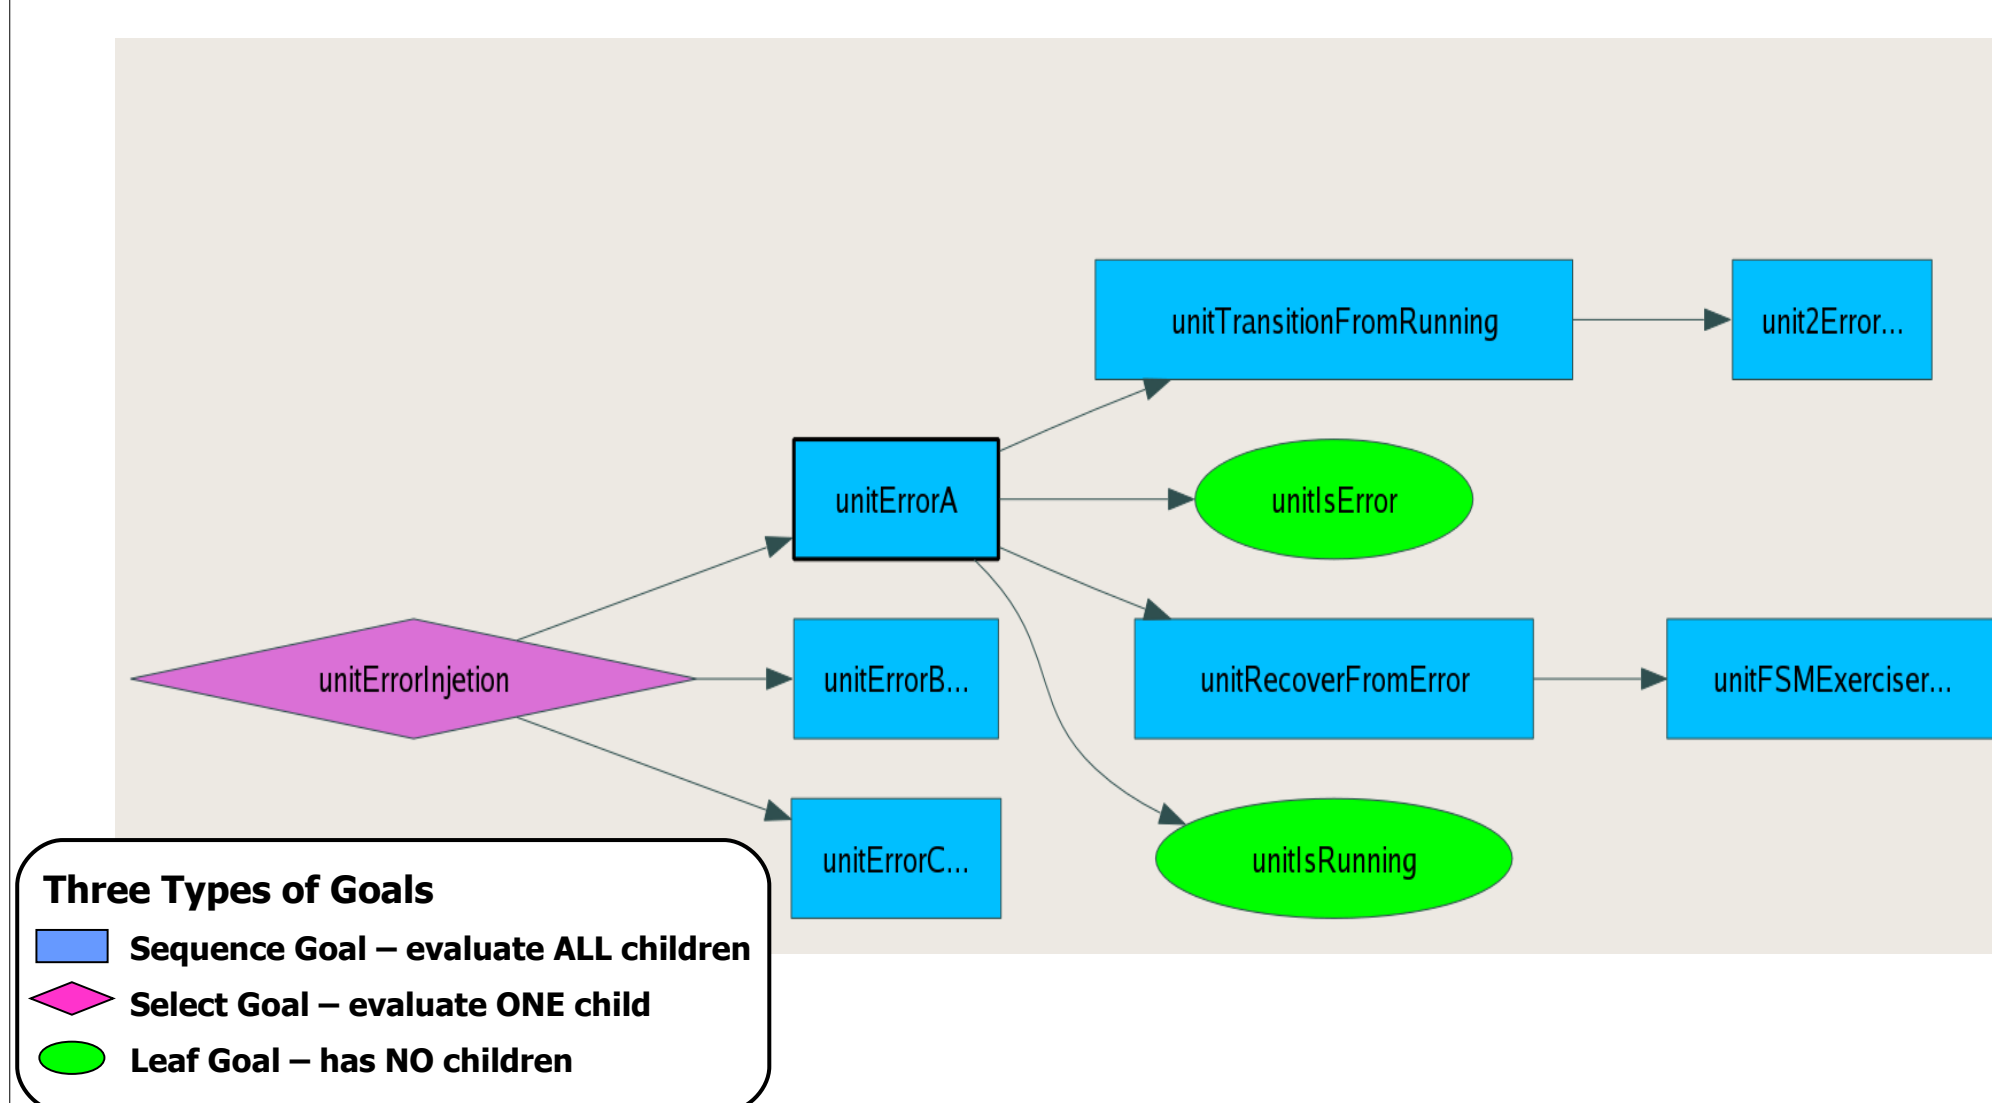 unitTransitionFromRunning
unit2Error...
unitErrorA
unitIsError
unitErrorInjetion
unitErrorB...
unitRecoverFromError
unitFSMExerciser...
unitErrorC...
unitIsRunning
Three Types of Goals
Sequence Goal – evaluate ALL children
Select Goal – evaluate ONE child
Leaf Goal – has NO children